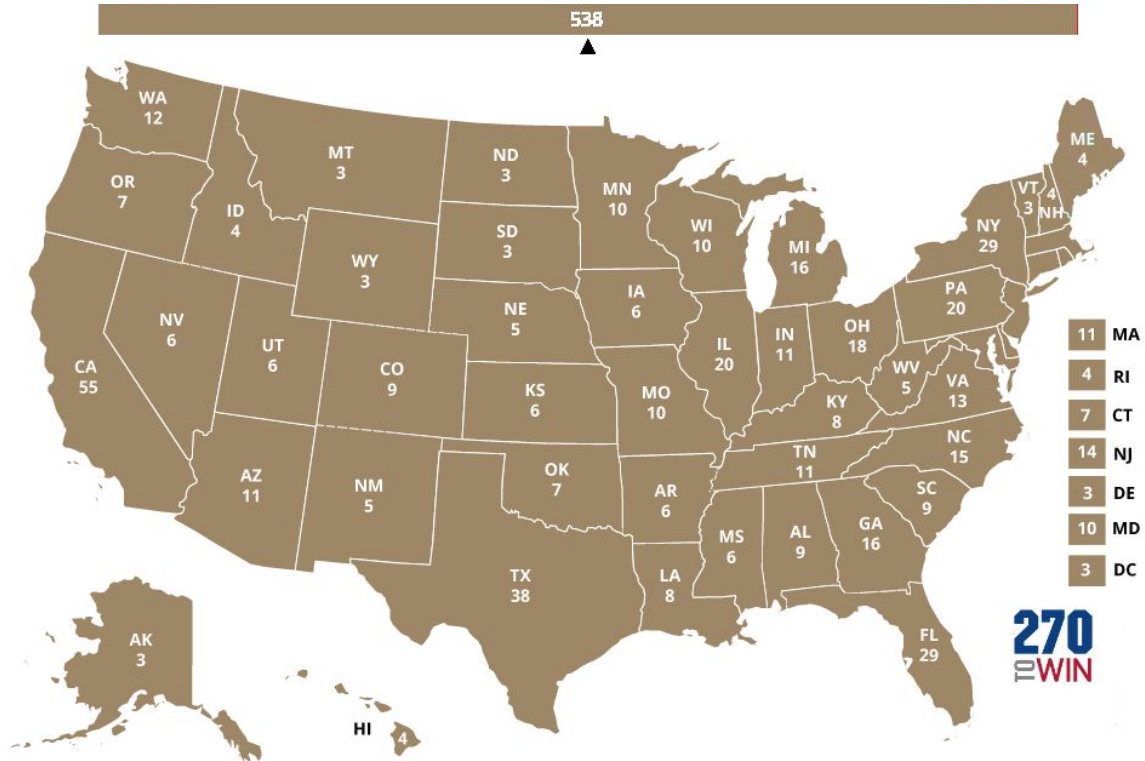 538
WA
12
OR
7
CA
55
NV
6
ID
4
MT
3
WY
3
UT
6
CO
9
AZ
11
NM
5
ND
3
SD
3
NE
5
KS
6
OK
7
TX
38
MN
10
IA
6
MO
10
AR
6
LA
8
WI
10
IL
20
MI
16
IN
11
OH
18
KY
8
TN
11
MS
6
AL
9
GA
16
FL
29
SC
9
NC
15
VA
13
WV
5
PA
20
NY
29
VT
3
4
NH
ME
4
11 MA
4 RI
7 CT
14 NJ
3 DE
10 MD
3 DC
AK
3
HI
4
270
TO WIN